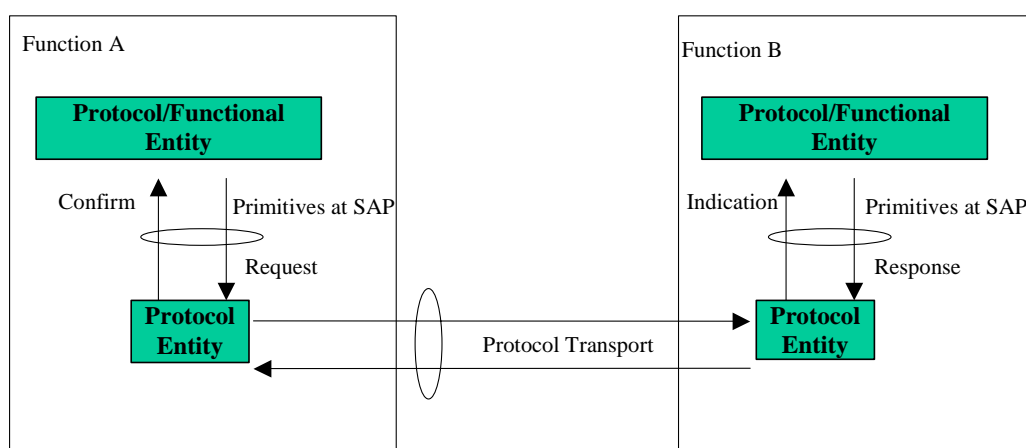 Function A
Protocol/Functional
Entity
Confirm
Primitives at SAP
Request
Protocol
Entity
Protocol Transport
Function B
Protocol/Functional
Entity
Indication
Primitives at SAP
Response
Protocol
Entity